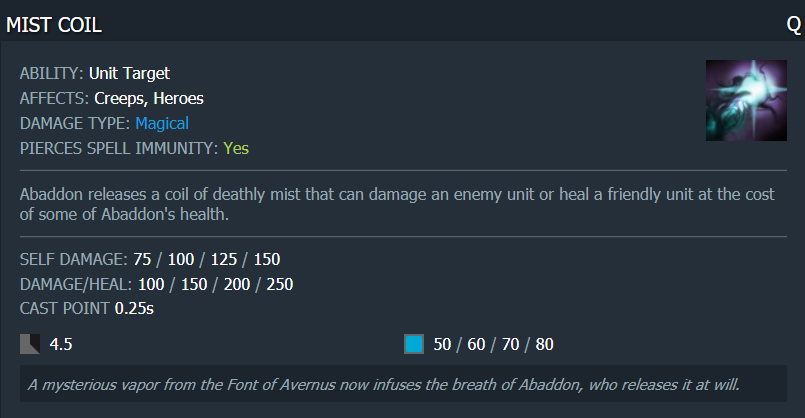 MIST COIL Q
ABILITY: Unit Target
AFFECTS: Creeps, Heroes
DAMAGE TYPE: Magical
PIERCES SPELL IMMUNITY: Yes
Abaddon releases a coil of deathly mist that can damage an enemy unit or heal a friendly unit at the cost
of some of Abaddon's health.
SELF DAMAGE: 75 / 100 / 125 / 150
DAMAGE/HEAL: 100 / 150 / 200 / 250
CAST POINT 0.25s
4.5 50 / 60 / 70 / 80
A mysterious vapor from the Font of Avernus now infuses the breath of Abaddon, who releases it at will.